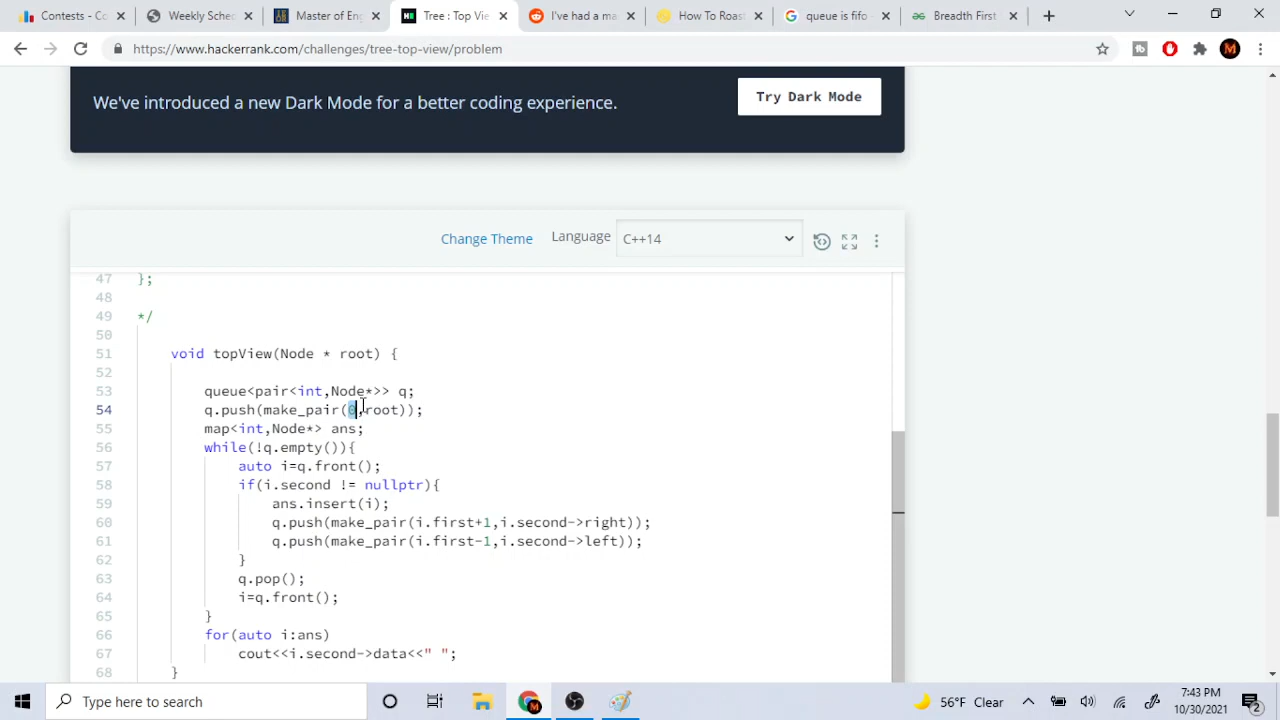 Contests - Co
Weekly Sched
Master of Eng
Tree : Top Vie
I've had a ma
How To Roast
queue is fifo -
Breadth First
https://www.hackerrank.com/challenges/tree-top-view/problem
We've introduced a new Dark Mode for a better coding experience.
Try Dark Mode
Change Theme
Language
C++14
47 };
48
49 */
50
51 void topView(Node * root) {
52
53 queue<pair<int,Node*>> q;
54 q.push(make_pair(0,root));
55 map<int,Node*> ans;
56 while(!q.empty()){
57 auto i=q.front();
58 if(i.second != nullptr){
59 ans.insert(i);
60 q.push(make_pair(i.first+1,i.second->right));
61 q.push(make_pair(i.first-1,i.second->left));
62 }
63 q.pop();
64 i=q.front();
65 }
66 for(auto i:ans)
67 cout<<i.second->data<<" ";
68 }
Type here to search
56°F Clear
7:43 PM
10/30/2021
2